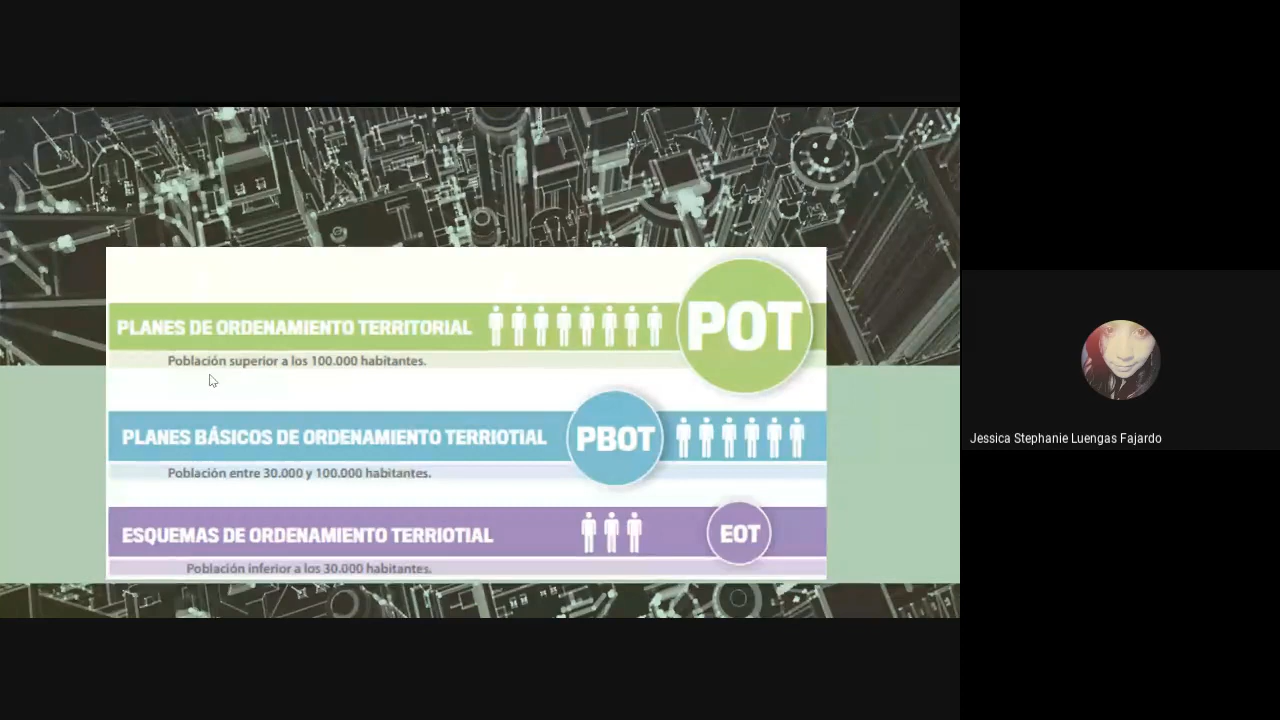 PLANES DE ORDENAMIENTO TERRITORIAL
POT
Población superior a los 100.000 habitantes.
PLANES BÁSICOS DE ORDENAMIENTO TERRIOTIAL
PBOT
Población entre 30.000 y 100.000 habitantes.
ESQUEMAS DE ORDENAMIENTO TERRIOTIAL
EOT
Población inferior a los 30.000 habitantes.
Jessica Stephanie Luengas Fajardo